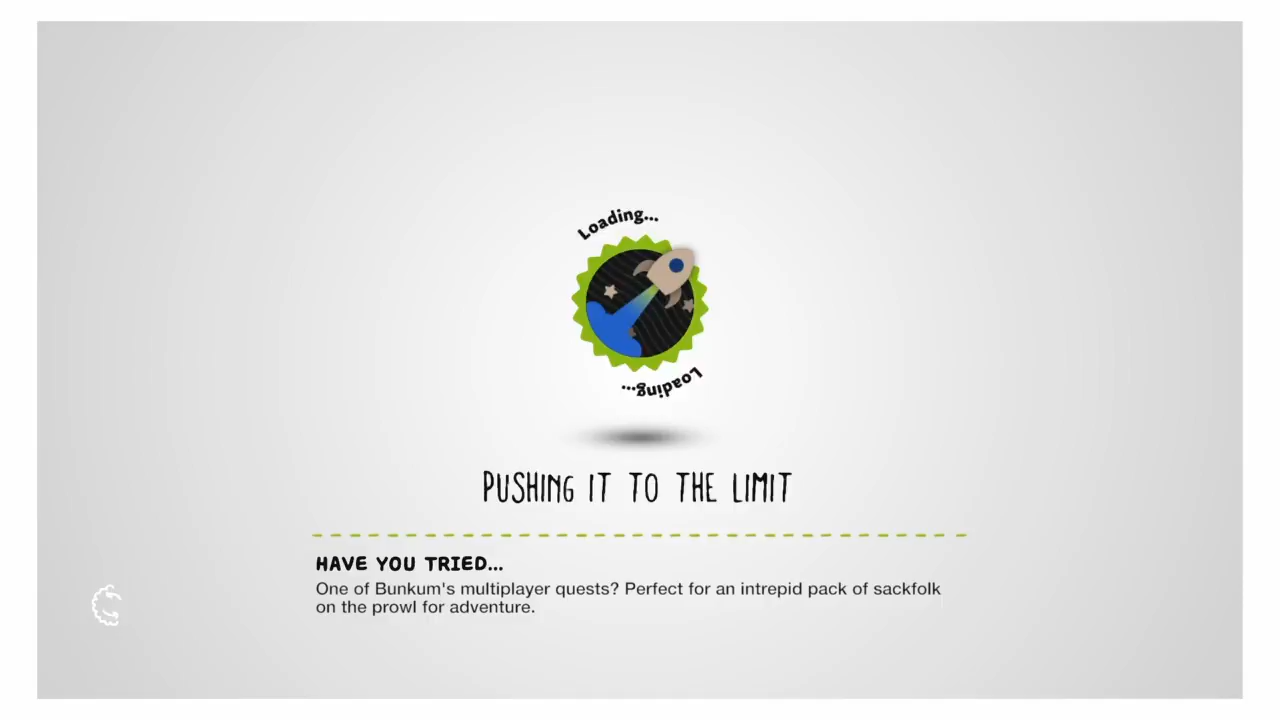 Loading...
Loading...
PUSHING IT TO THE LIMIT
HAVE YOU TRIED...
One of Bunkum's multiplayer quests? Perfect for an intrepid pack of sackfolk
on the prowl for adventure.